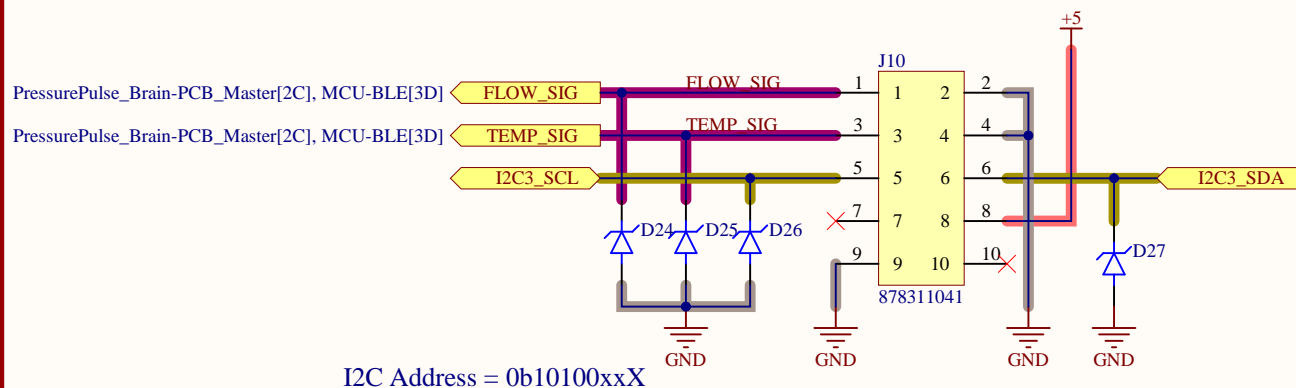 +5
J10
PressurePulse_Brain-PCB_Master[2C], MCU-BLE[3D] FLOW_SIG FLOW_SIG 1 1 2 2
PressurePulse_Brain-PCB_Master[2C], MCU-BLE[3D] TEMP_SIG TEMP_SIG 3 3 4 4
I2C3_SCL 5 5 6 6 I2C3_SDA
7 7 8 8
D24 D25 D26 D27
9 9 10 10
878311041
GND GND GND GND
I2C Address = 0b10100xxX